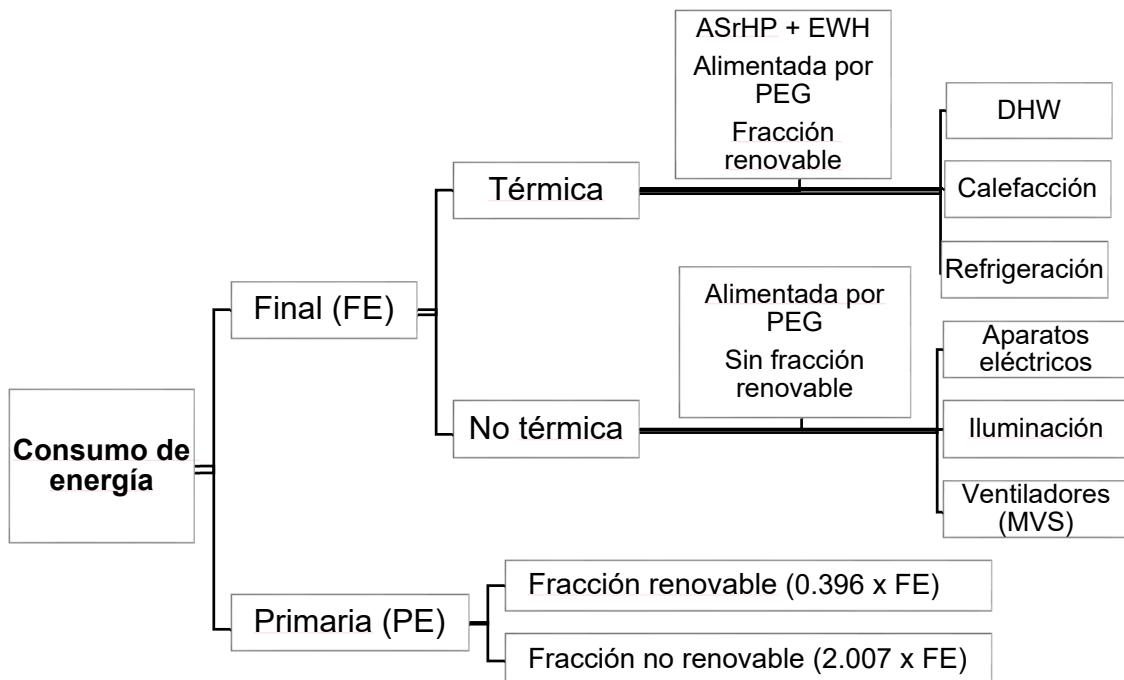 ASrHP + EWH
Alimentada por
PEG
Fracción
renovable
DHW
Calefacción
Refrigeración
Térmica
Final (FE)
Alimentada por
PEG
Sin fracción
renovable
Aparatos
eléctricos
No térmica
Iluminación
Ventiladores
(MVS)
Consumo de
energía
Primaria (PE)
Fracción renovable (0.396 x FE)
Fracción no renovable (2.007 x FE)